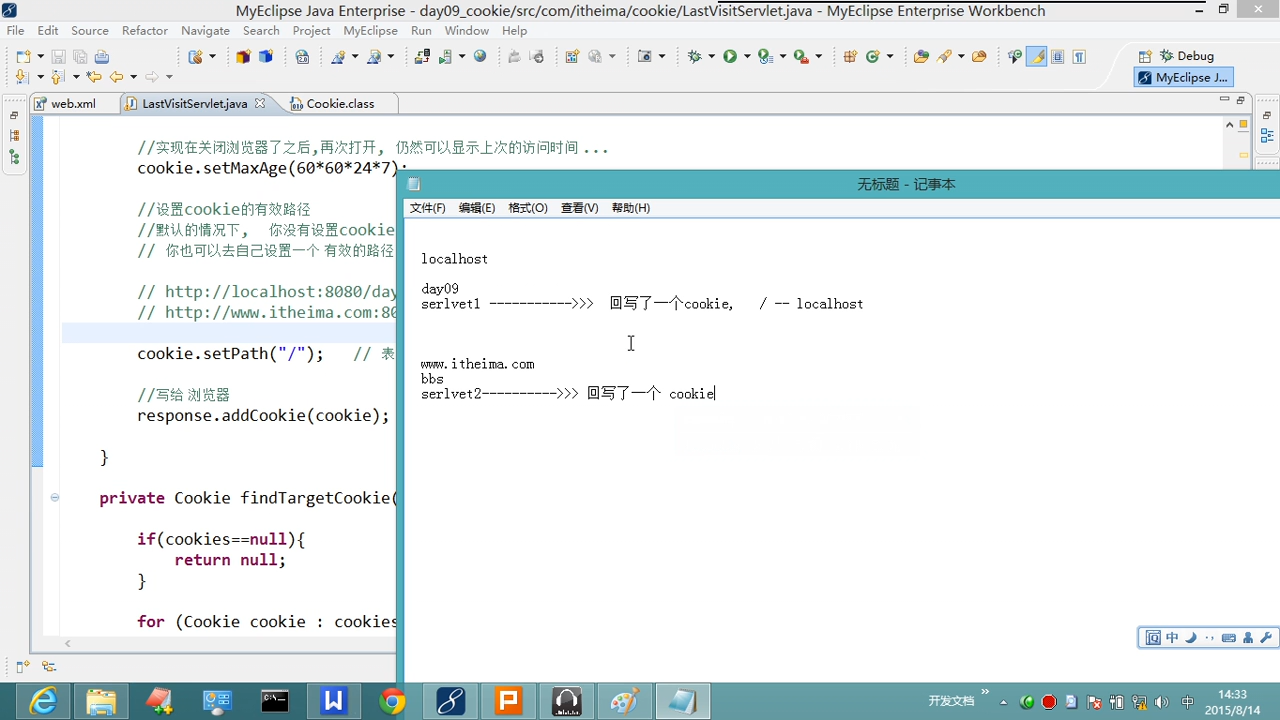 MyEclipse Java Enterprise - day09_cookie/src/com/itheima/cookie/LastVisitServlet.java - MyEclipse Enterprise Workbench
File Edit Source Refactor Navigate Search Project MyEclipse Run Window Help
Debug
MyEclipse J...
web.xml LastVisitServlet.java Cookie.class
//实现在关闭浏览器了之后,再次打开, 仍然可以显示上次的访问时间 ...
cookie.setMaxAge(60*60*24*7);
//设置cookie的有效路径
//默认的情况下, 你没有设置cookie
// 你也可以去自己设置一个 有效的路径
// http://localhost:8080/day
// http://www.itheima.com:80
cookie.setPath("/"); // 表
//写给 浏览器
response.addCookie(cookie);
}
private Cookie findTargetCookie(
if(cookies==null){
return null;
}
for (Cookie cookie : cookies
无标题 - 记事本
文件(F) 编辑(E) 格式(O) 查看(V) 帮助(H)
localhost
day09
serlvet1 ----------->>> 回写了一个cookie, / -- localhost
www.itheima.com
bbs
serlvet2---------->>> 回写了一个 cookie
中
开发文档
中
14:33
2015/8/14